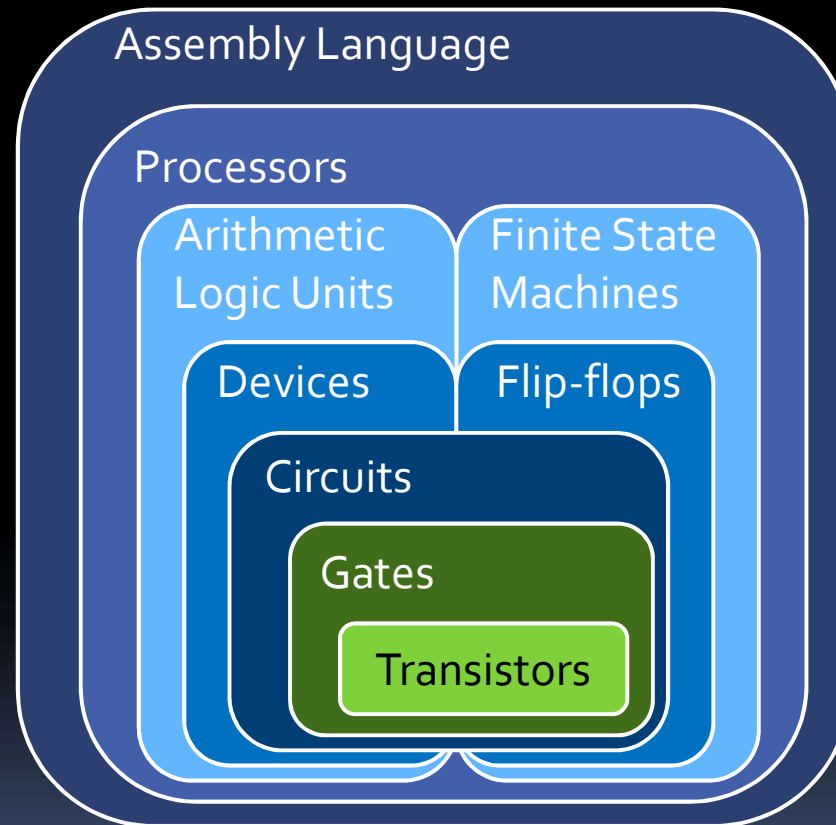 Assembly Language
Processors
Arithmetic
Logic Units
Finite State
Machines
Devices
Flip-flops
Circuits
Gates
Transistors